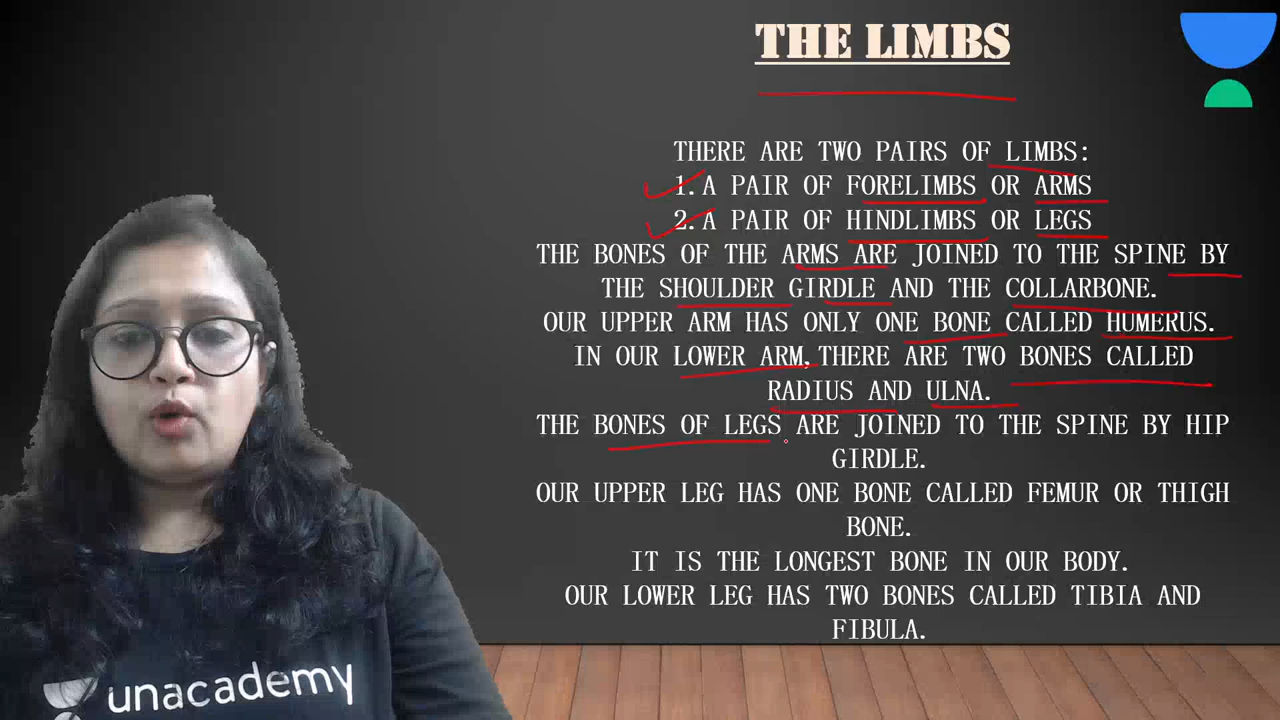 THE LIMBS
THERE ARE TWO PAIRS OF LIMBS:
1.A PAIR OF FORELIMBS OR ARMS
2.A PAIR OF HINDLIMBS OR LEGS
THE BONES OF THE ARMS ARE JOINED TO THE SPINE BY
THE SHOULDER GIRDLE AND THE COLLARBONE.
OUR UPPER ARM HAS ONLY ONE BONE CALLED HUMERUS.
IN OUR LOWER ARM,THERE ARE TWO BONES CALLED
RADIUS AND ULNA.
THE BONES OF LEGS ARE JOINED TO THE SPINE BY HIP
GIRDLE.
OUR UPPER LEG HAS ONE BONE CALLED FEMUR OR THIGH
BONE.
IT IS THE LONGEST BONE IN OUR BODY.
OUR LOWER LEG HAS TWO BONES CALLED TIBIA AND
FIBULA.
unacademy